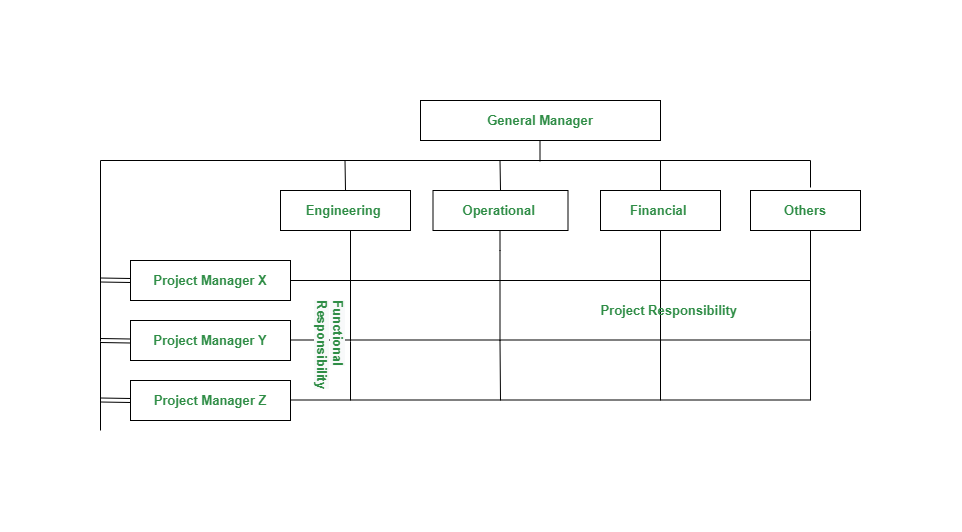 General Manager
Engineering
Operational
Financial
Others
Project Manager X
Project Responsibility
Functional
Responsibility
Project Manager Y
Project Manager Z